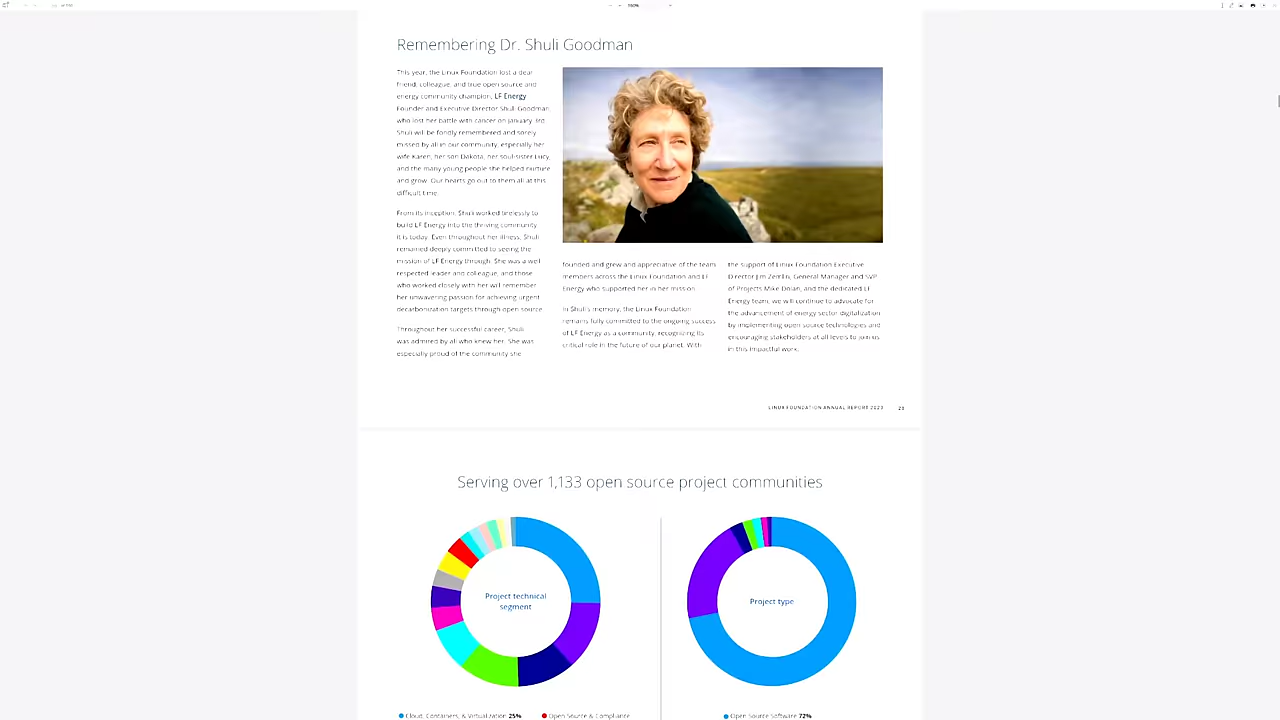 Remembering Dr. Shuli Goodman
This year, the Linux Foundation lost a dear
friend, colleague, and true open source and
energy community champion, LF Energy
Founder and Executive Director Shuli Goodman,
who lost her battle with cancer on January 3rd.
Shuli will be fondly remembered and sorely
missed by all in our community, especially her
wife Karen, her son Dakota, her soul-sister Lucy,
and the many young people she helped nurture
and grow. Our hearts go out to them all at this
difficult time.
From its inception, Shuli worked tirelessly to
build LF Energy into the thriving community
it is today. Even throughout her illness, Shuli
remained deeply committed to seeing the
mission of LF Energy through. She was a well
respected leader and colleague, and those
who worked closely with her will remember
her unwavering passion for achieving urgent
decarbonization targets through open source.
Throughout her successful career, Shuli
was admired by all who knew her. She was
especially proud of the community she
founded and grew and appreciative of the team
members across the Linux Foundation and LF
Energy who supported her in her mission.
In Shuli's memory, the Linux Foundation
remains fully committed to the ongoing success
of LF Energy as a community, recognizing its
critical role in the future of our planet. With
the support of Linux Foundation Executive
Director Jim Zemlin, General Manager and SVP
of Projects Mike Dolan, and the dedicated LF
Energy team, we will continue to advocate for
the advancement of energy sector digitalization
by implementing open source technologies and
encouraging stakeholders at all levels to join us
in this impactful work.
LINUX FOUNDATION ANNUAL REPORT 2023
Serving over 1,133 open source project communities
Project technical
segment
Project type
Cloud, Containers, & Virtualization 25%
Open Source & Compliance
Open Source Software 72%